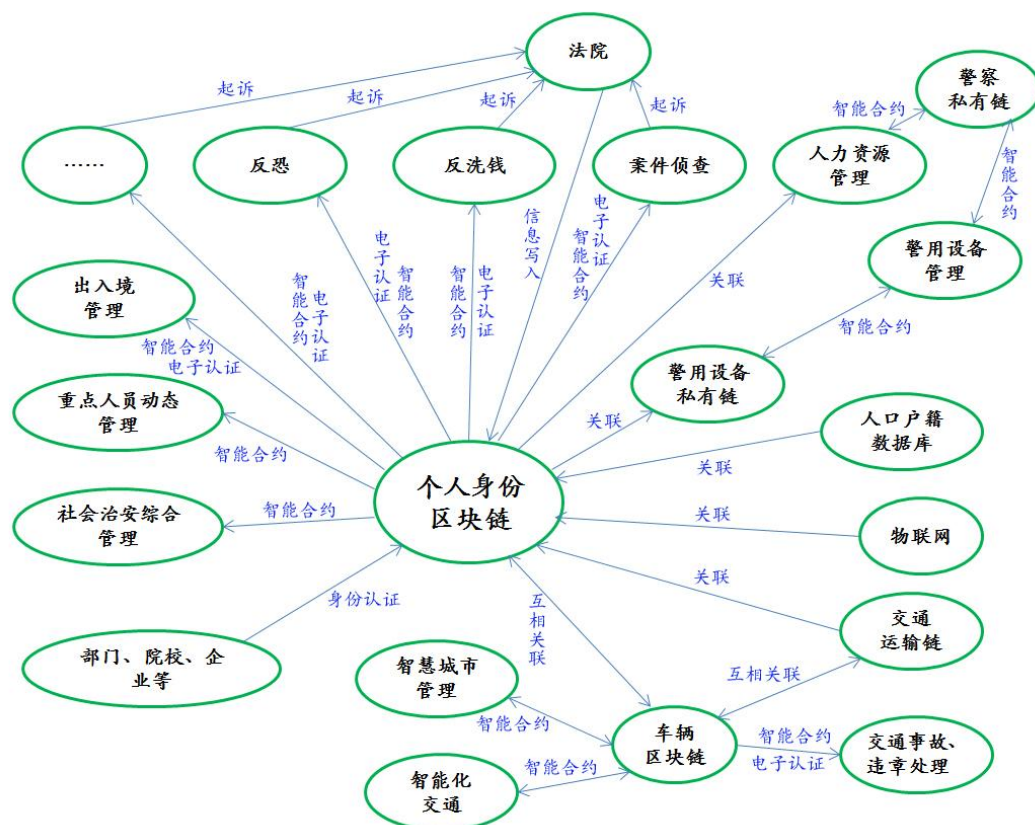 法院
警察
私有链
起诉
起诉
起诉
起诉
智能合约
……
反恐
反洗钱
案件侦查
人力资源
管理
智能合约
信息写入
电子认证
智能合约
电子认证
智能合约
智能合约
电子认证
智能合约
电子认证
关联
警用设备
管理
出入境
管理
智能合约
电子认证
智能合约
警用设备
私有链
重点人员动态
管理
智能合约
关联
人口户籍
数据库
关联
个人身份
区块链
社会治安综合
管理
智能合约
关联
物联网
关联
身份认证
互相关联
交通
运输链
部门、院校、企
业等
智慧城市
管理
互相关联
智能合约
车辆
区块链
智能合约
电子认证
交通事故、
违章处理
智能合约
智能化
交通